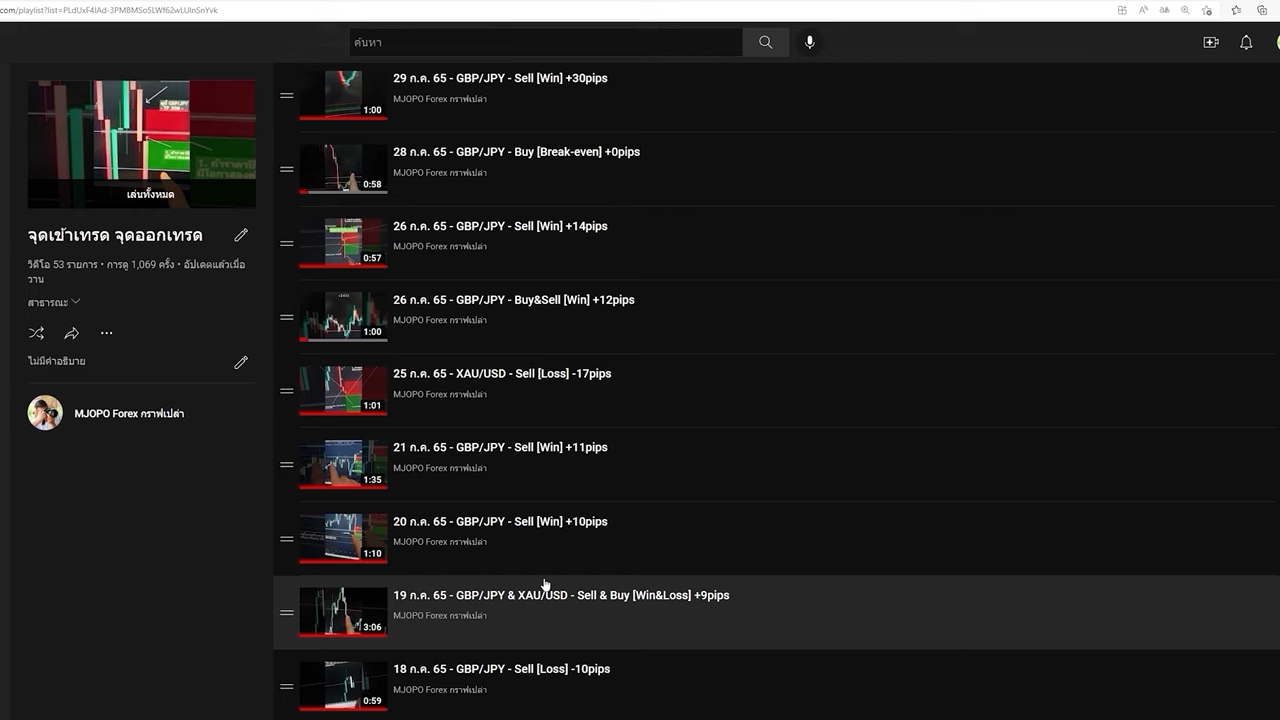 com/playlist?list=PLdUxF4IAd-3PMBMSo5LWf62wLUInSnYvk
ค้นหา
เล่นทั้งหมด
จุดเข้าเทรด จุดออกเทรด
วิดีโอ 53 รายการ • การดู 1,069 ครั้ง • อัปเดตแล้วเมื่อ
วาน
สาธารณะ
ไม่มีคำอธิบาย
MJOPO Forex กราฟเปล่า
29 ก.ค. 65 - GBP/JPY - Sell [Win] +30pips
MJOPO Forex กราฟเปล่า
1:00
28 ก.ค. 65 - GBP/JPY - Buy [Break-even] +0pips
MJOPO Forex กราฟเปล่า
0:58
26 ก.ค. 65 - GBP/JPY - Sell [Win] +14pips
MJOPO Forex กราฟเปล่า
0:57
26 ก.ค. 65 - GBP/JPY - Buy&Sell [Win] +12pips
MJOPO Forex กราฟเปล่า
1:00
25 ก.ค. 65 - XAU/USD - Sell [Loss] -17pips
MJOPO Forex กราฟเปล่า
1:01
21 ก.ค. 65 - GBP/JPY - Sell [Win] +11pips
MJOPO Forex กราฟเปล่า
1:35
20 ก.ค. 65 - GBP/JPY - Sell [Win] +10pips
MJOPO Forex กราฟเปล่า
1:10
19 ก.ค. 65 - GBP/JPY & XAU/USD - Sell & Buy [Win&Loss] +9pips
MJOPO Forex กราฟเปล่า
3:06
18 ก.ค. 65 - GBP/JPY - Sell [Loss] -10pips
MJOPO Forex กราฟเปล่า
0:59